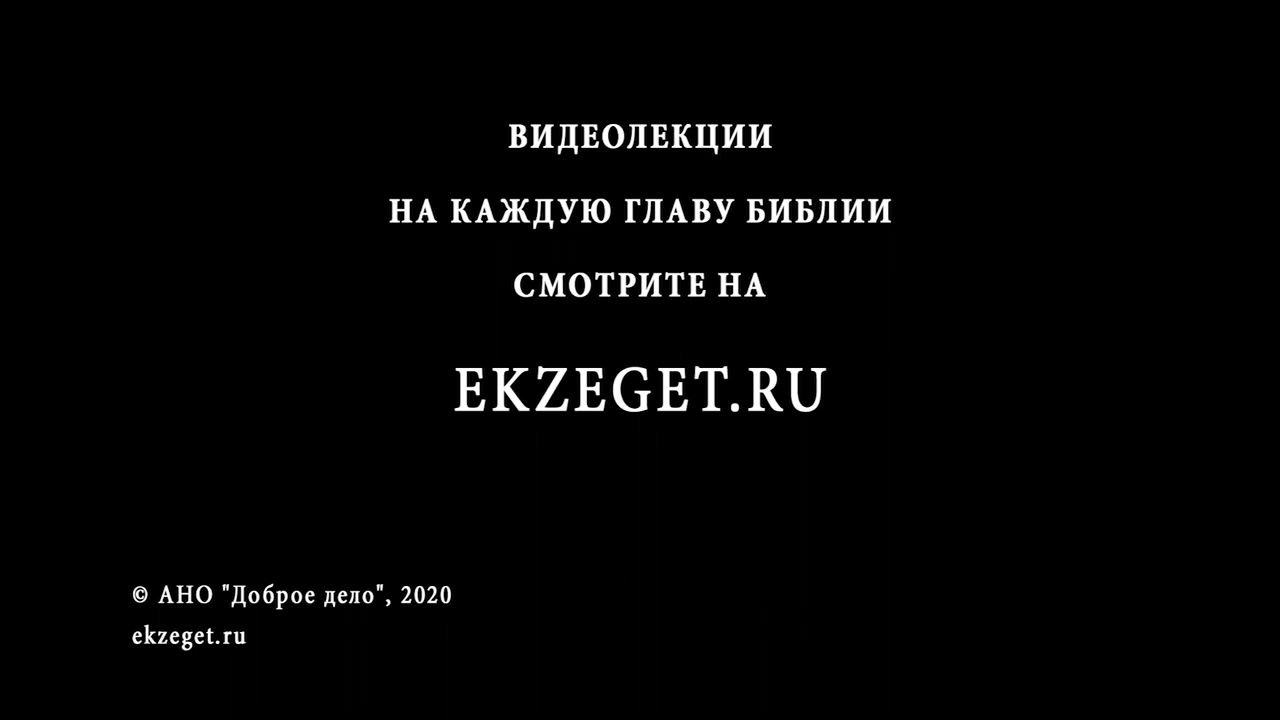 ВИДЕОЛЕКЦИИ
НА КАЖДУЮ ГЛАВУ БИБЛИИ
СМОТРИТЕ НА
EKZEGET.RU
© АНО "Доброе дело", 2020
ekzeget.ru